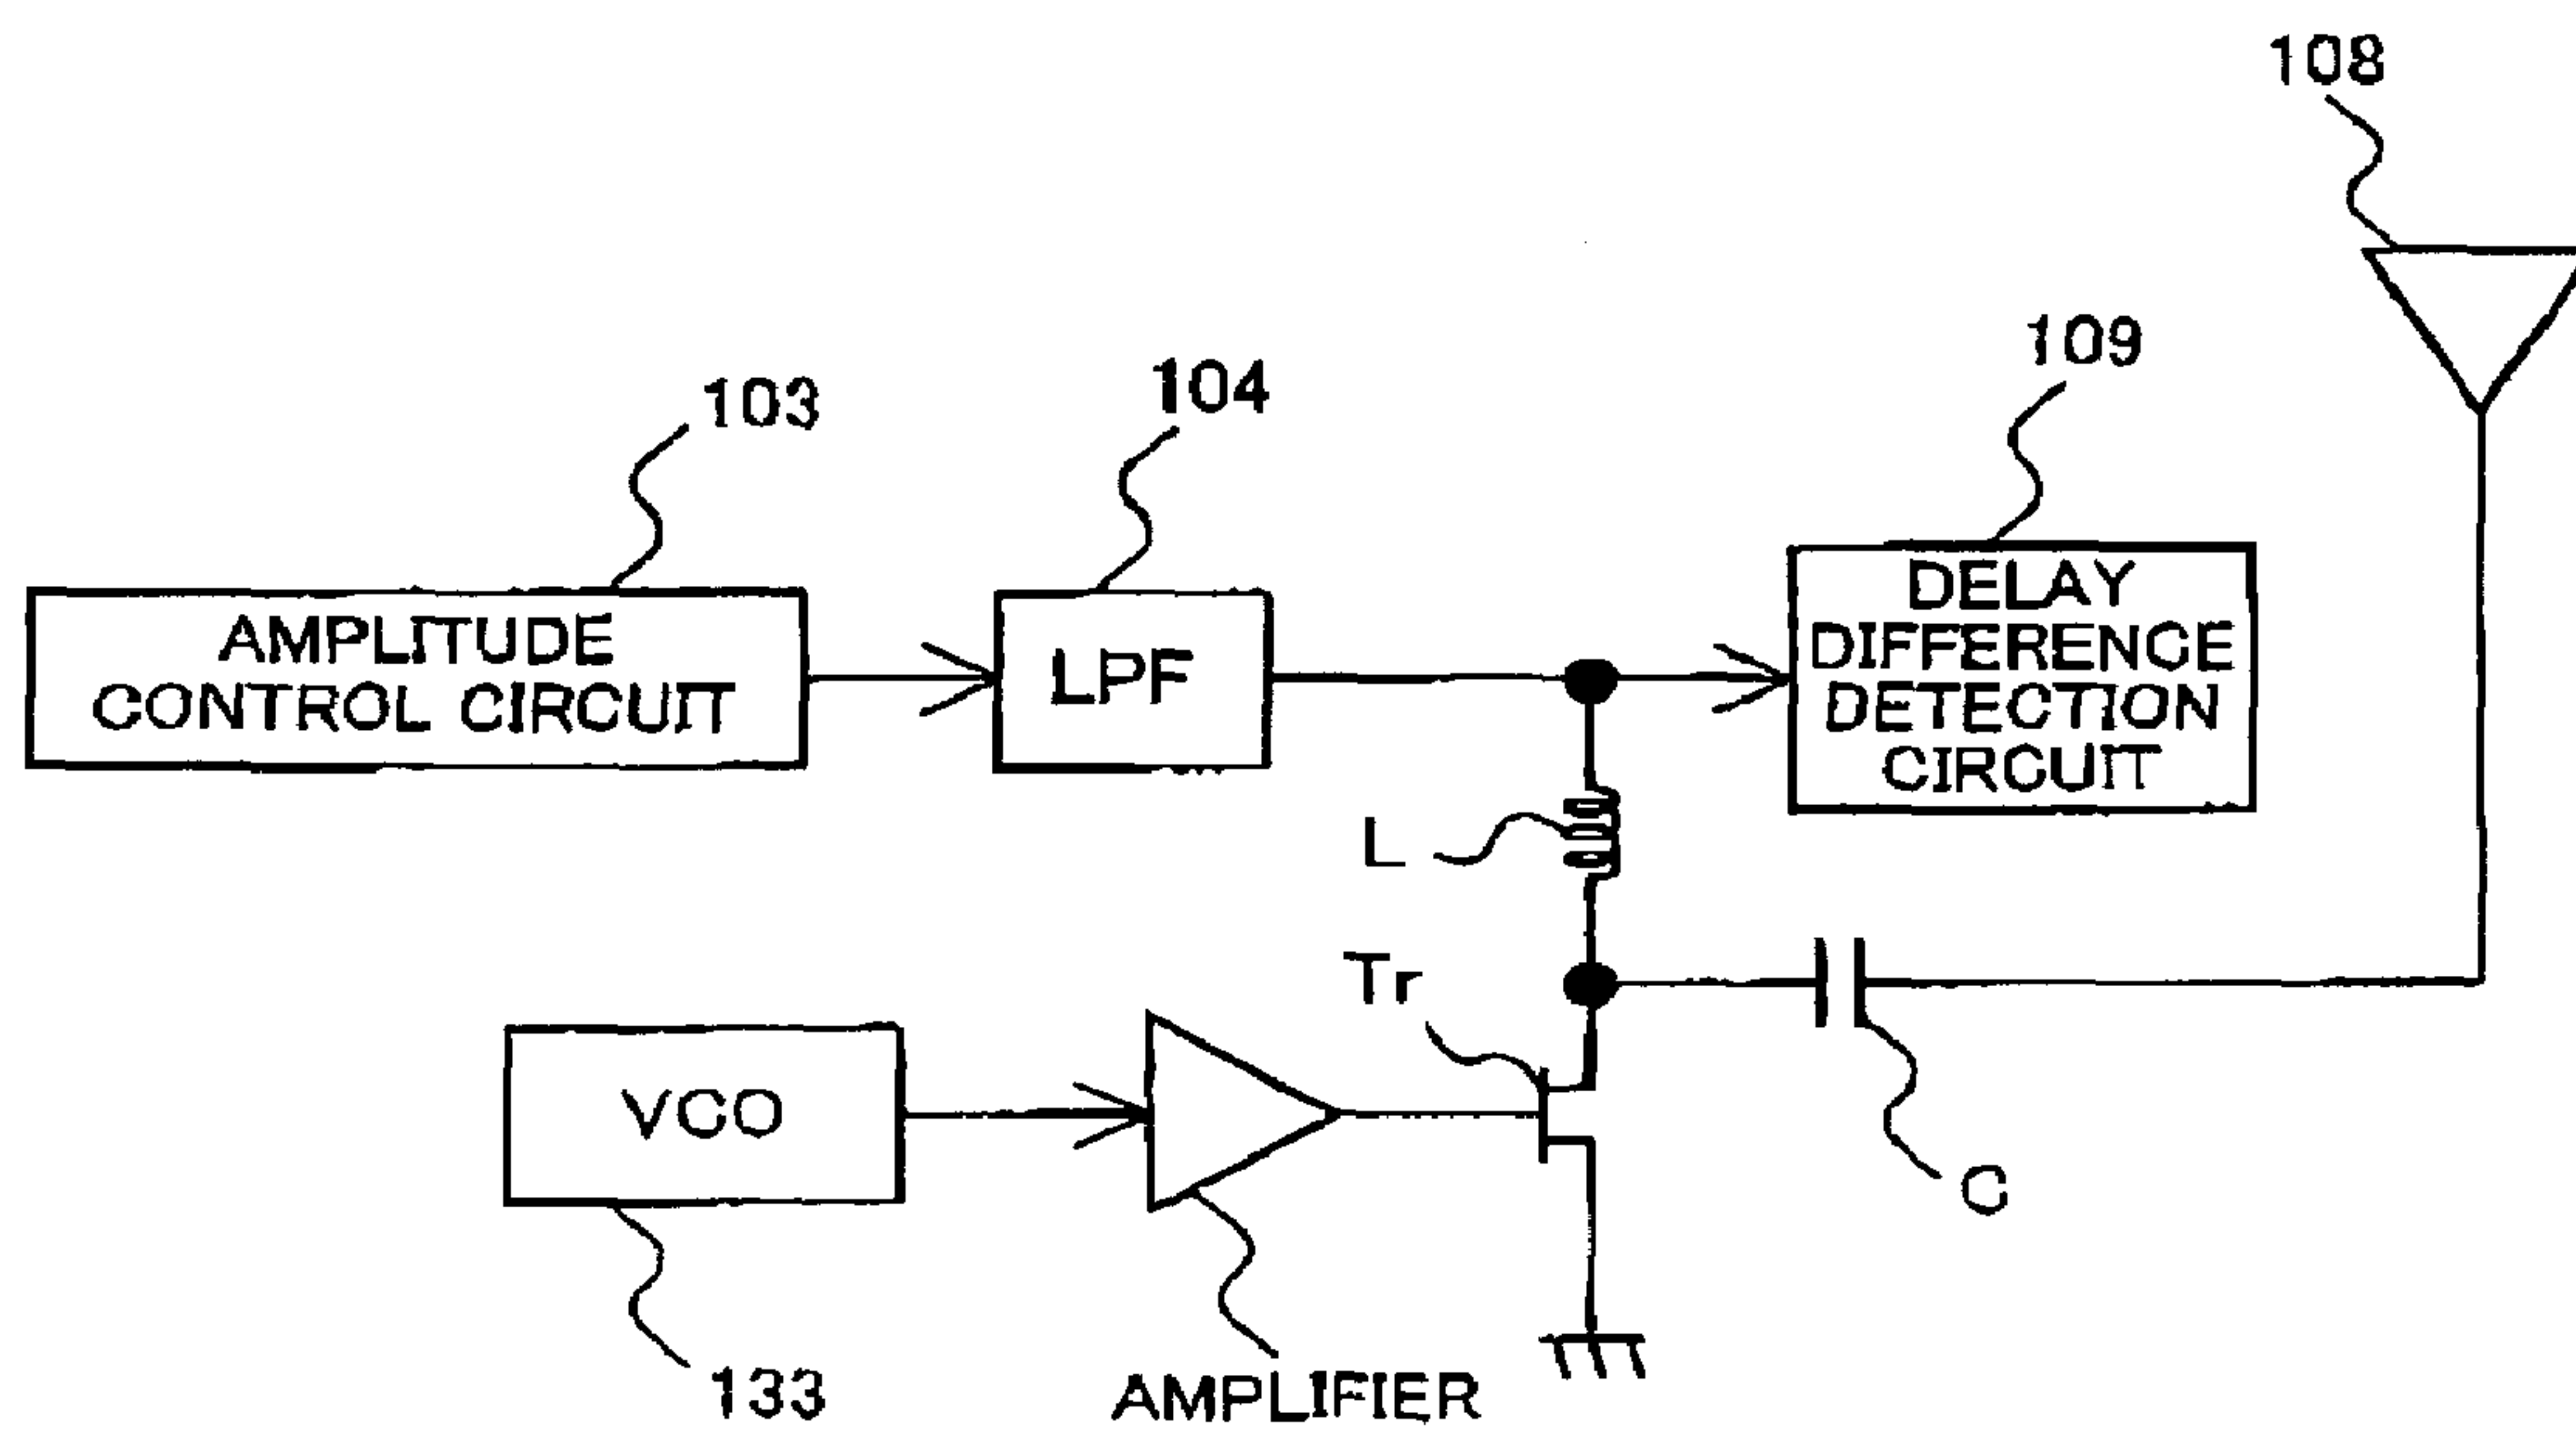 108
109
104
103
AMPLITUDE
CONTROL CIRCUIT
LPF
DELAY
DIFFERENCE
DETECTION
CIRCUIT
L
Tr
VCO
C
133
AMPLIFIER